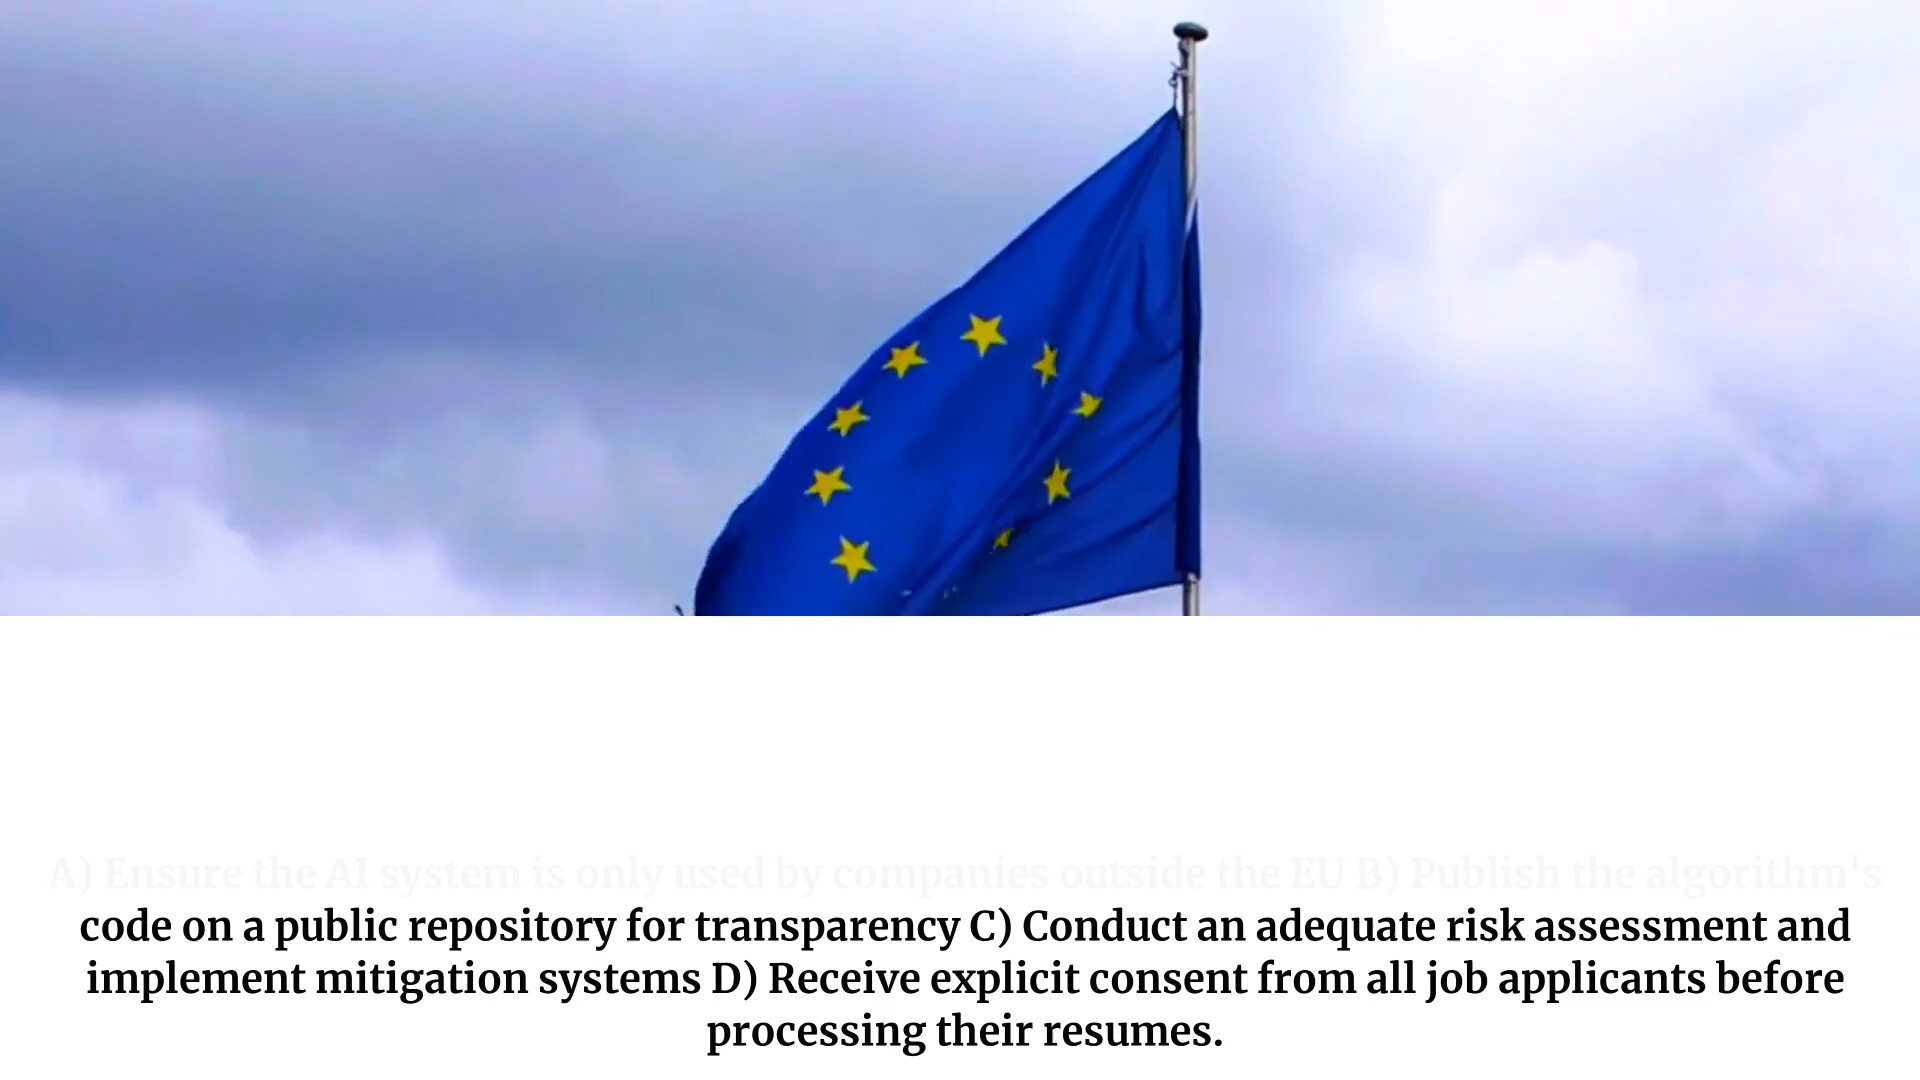 A) Ensure the AI system is only used by companies outside the EU B) Publish the algorithm's
code on a public repository for transparency C) Conduct an adequate risk assessment and
implement mitigation systems D) Receive explicit consent from all job applicants before
processing their resumes.